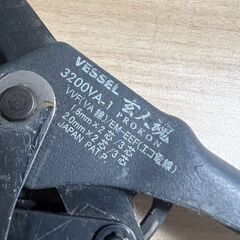 VESSEL
3200VA-1
玄人魂
PROKON
VVF(VA線)/EM-EEF(エコ電線)
1.6mm×2芯/3芯
2.0mm×2芯/3芯
JAPAN PAT.P